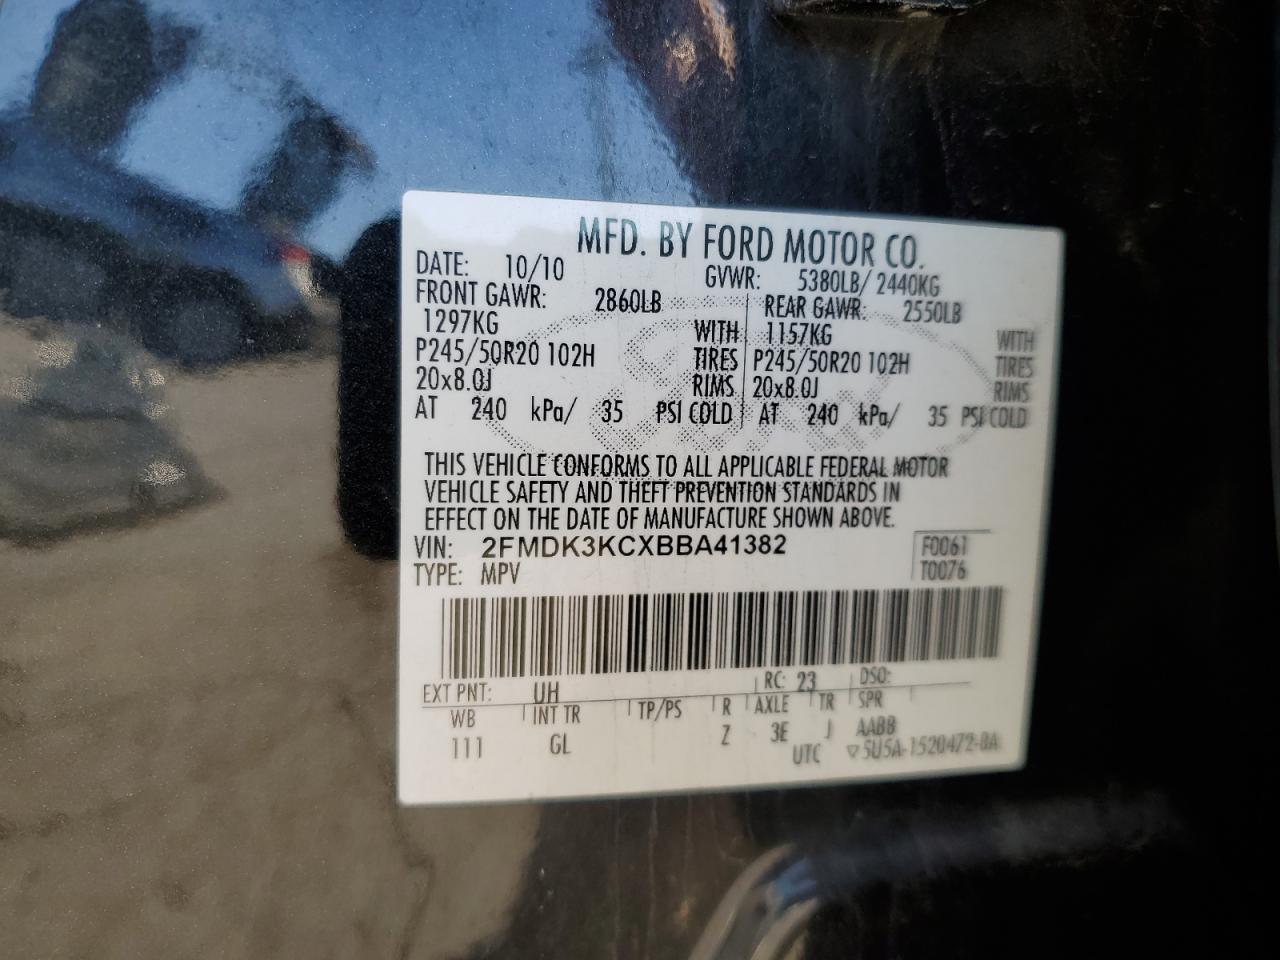 MFD. BY FORD MOTOR CO.
DATE: 10/10 GVWR: 5380LB/ 2440KG
FRONT GAWR: 2860LB REAR GAWR: 2550LB
1297KG WITH 1157KG WITH
P245/50R20 102H TIRES P245/50R20 102H TIRES
20x8.0J RIMS 20x8.0J RIMS
AT 240 kPa/ 35 PSI COLD AT 240 kPa/ 35 PSI COLD
THIS VEHICLE CONFORMS TO ALL APPLICABLE FEDERAL MOTOR
VEHICLE SAFETY AND THEFT PREVENTION STANDARDS IN
EFFECT ON THE DATE OF MANUFACTURE SHOWN ABOVE.
VIN: 2FMDK3KCXBBA41382 F0061
TYPE: MPV T0076
EXT PNT: UH RC: 23 DSO:
WB INT TR TP/PS R AXLE TR SPR
111 GL Z 3E J AABB
UTC ▽5U5A-1520472-BA